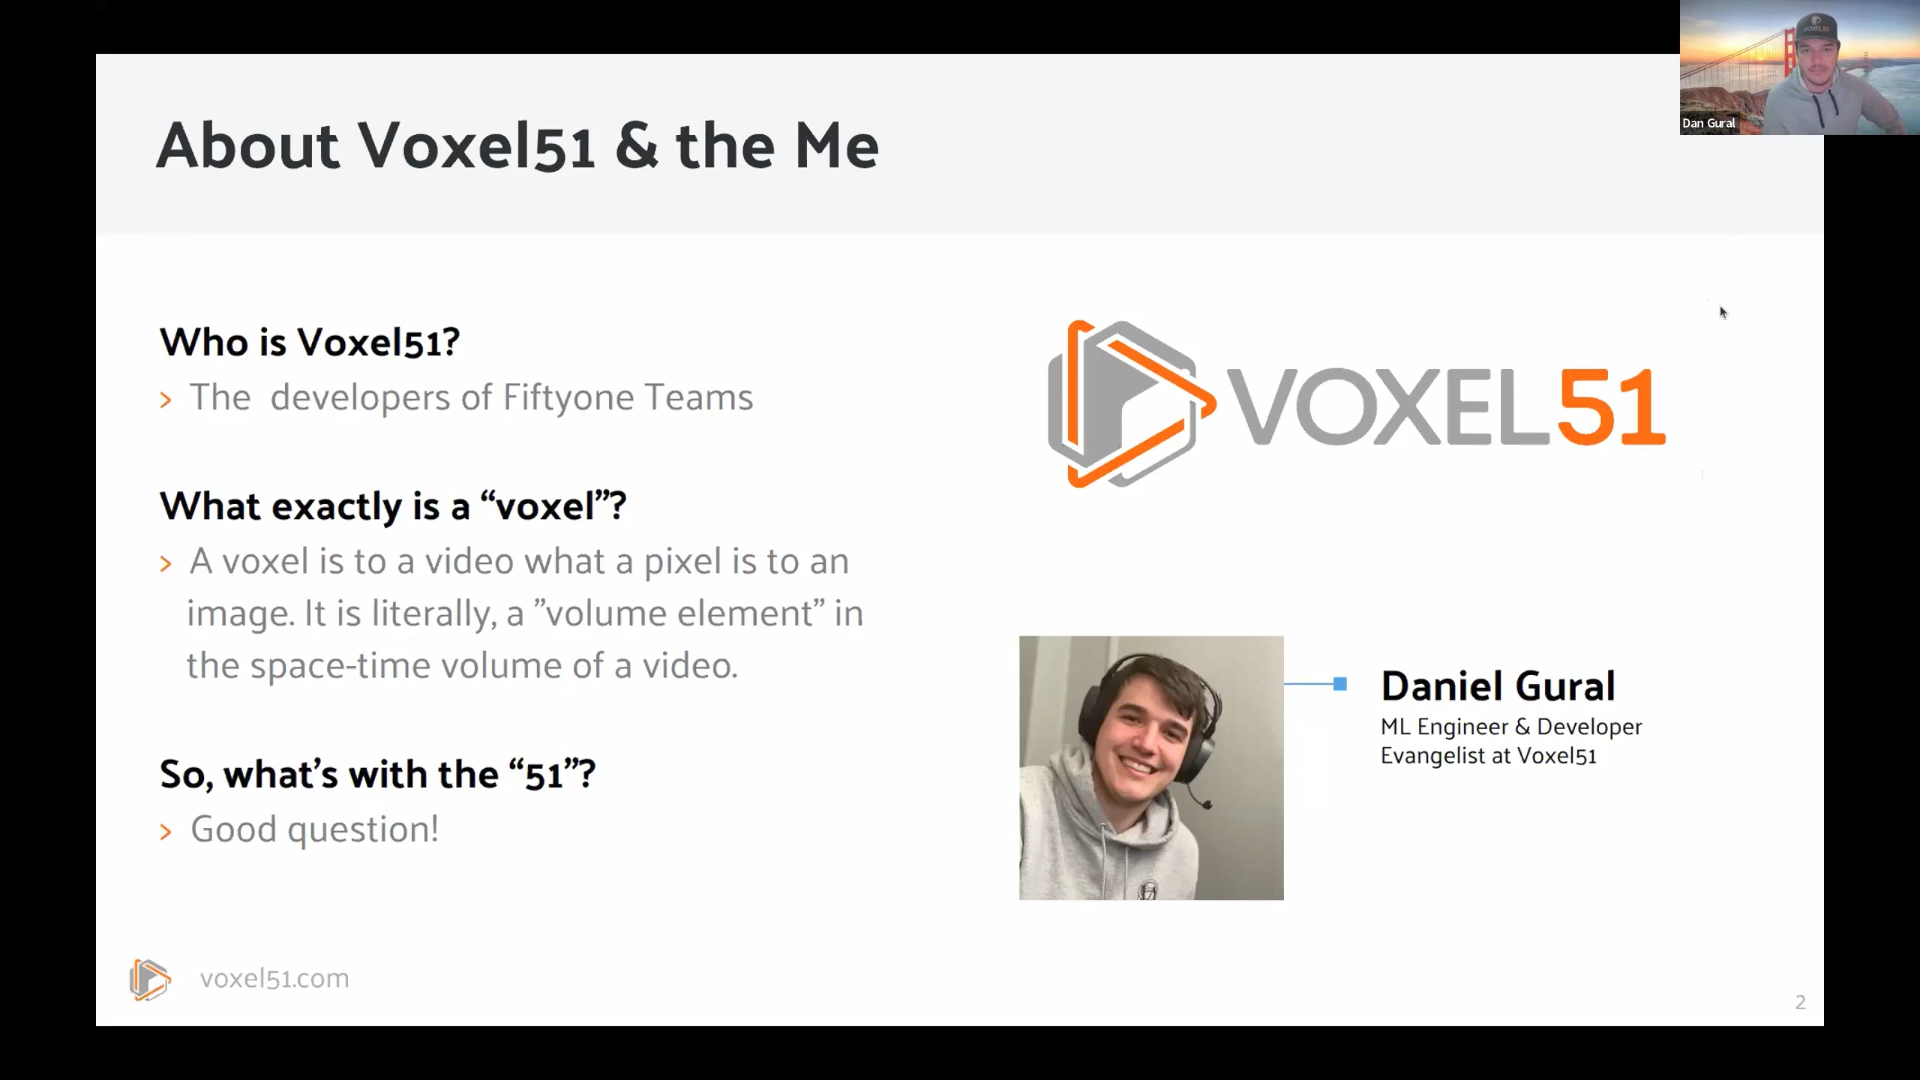 About Voxel51 & the Me
Dan Gural
Who is Voxel51?
> The  developers of Fiftyone Teams
What exactly is a “voxel”?
> A voxel is to a video what a pixel is to an
image. It is literally, a ”volume element” in
the space-time volume of a video.
So, what’s with the “51”?
> Good question!
VOXEL51
Daniel Gural
ML Engineer & Developer
Evangelist at Voxel51
voxel51.com
2